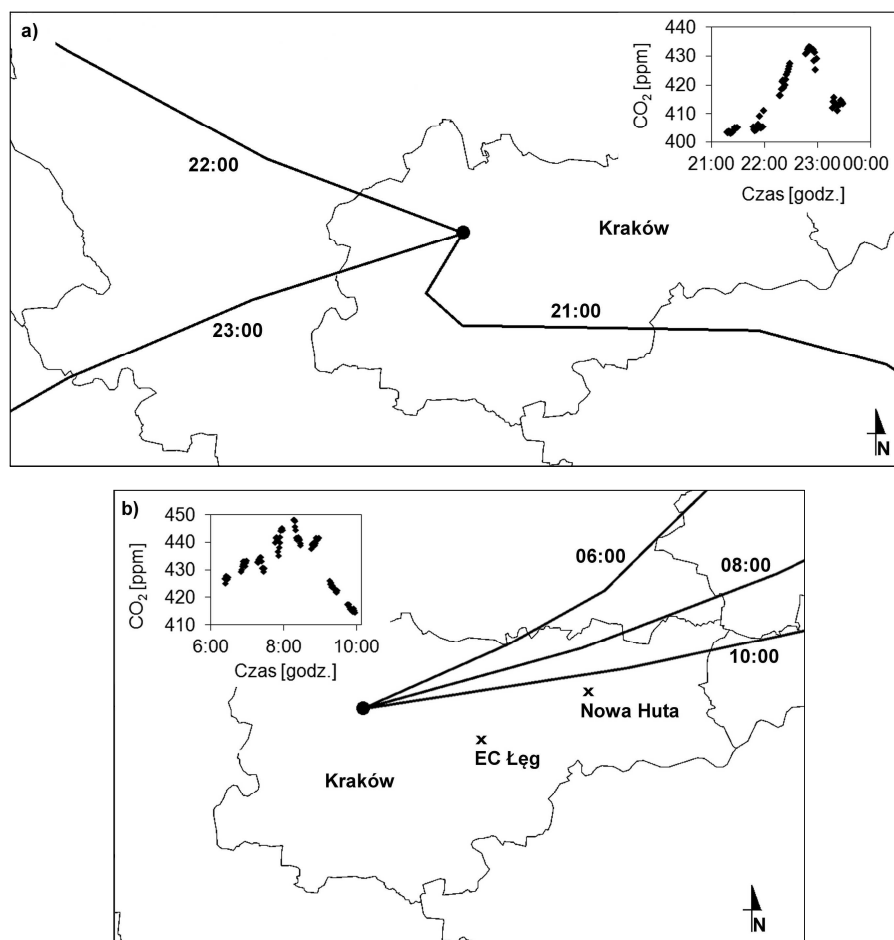 a)
CO2 [ppm]
440
430
420
410
400
21:00 22:00 23:00 00:00
Czas [godz.]
22:00
Kraków
23:00
21:00
N
b)
CO2 [ppm]
450
440
430
420
410
6:00 8:00 10:00
Czas [godz.]
06:00
08:00
10:00
x
Nowa Huta
x
EC Łęg
Kraków
N